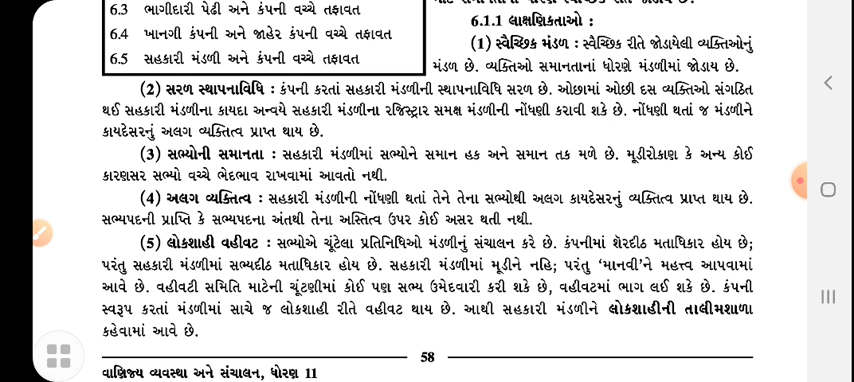 6.3 ભાગીદારી પેઢી અને કંપની વચ્ચે તફાવત
6.4 ખાનગી કંપની અને જાહેર કંપની વચ્ચે તફાવત
6.5 સહકારી મંડળી અને કંપની વચ્ચે તફાવત
6.1.1 લાક્ષણિકતાઓ :
(1) સ્વૈચ્છિક મંડળ : સ્વૈચ્છિક રીતે જોડાયેલી વ્યક્તિઓનું
મંડળ છે. વ્યક્તિઓ સમાનતાનાં ધોરણે મંડળીમાં જોડાય છે.
(2) સરળ સ્થાપનાવિધિ : કંપની કરતાં સહકારી મંડળીની સ્થાપનાવિધિ સરળ છે. ઓછામાં ઓછી દસ વ્યક્તિઓ સંગઠિત
થઈ સહકારી મંડળીના કાયદા અન્વયે સહકારી મંડળીના રજિસ્ટ્રાર સમક્ષ મંડળીની નોંધણી કરાવી શકે છે. નોંધણી થતાં જ મંડળીને
કાયદેસરનું અલગ વ્યક્તિત્વ પ્રાપ્ત થાય છે.
(3) સભ્યોની સમાનતા : સહકારી મંડળીમાં સભ્યોને સમાન હક અને સમાન તક મળે છે. મૂડીરોકાણ કે અન્ય કોઈ
કારણસર સભ્યો વચ્ચે ભેદભાવ રાખવામાં આવતો નથી.
(4) અલગ વ્યક્તિત્વ : સહકારી મંડળીની નોંધણી થતાં તેને તેના સભ્યોથી અલગ કાયદેસરનું વ્યક્તિત્વ પ્રાપ્ત થાય છે.
સભ્યપદની પ્રાપ્તિ કે સભ્યપદના અંતથી તેના અસ્તિત્વ ઉપર કોઈ અસર થતી નથી.
(5) લોકશાહી વહીવટ : સભ્યોએ ચૂંટેલા પ્રતિનિધિઓ મંડળીનું સંચાલન કરે છે. કંપનીમાં શૅરદીઠ મતાધિકાર હોય છે;
પરંતુ સહકારી મંડળીમાં સભ્યદીઠ મતાધિકાર હોય છે. સહકારી મંડળીમાં મૂડીને નહિ; પરંતુ ‘માનવી’ને મહત્ત્વ આપવામાં
આવે છે. વહીવટી સમિતિ માટેની ચૂંટણીમાં કોઈ પણ સભ્ય ઉમેદવારી કરી શકે છે, વહીવટમાં ભાગ લઈ શકે છે. કંપની
સ્વરૂપ કરતાં મંડળીમાં સાચે જ લોકશાહી રીતે વહીવટ થાય છે. આથી સહકારી મંડળીને લોકશાહીની તાલીમશાળા
કહેવામાં આવે છે.
58
વાણિજ્ય વ્યવસ્થા અને સંચાલન, ધોરણ 11